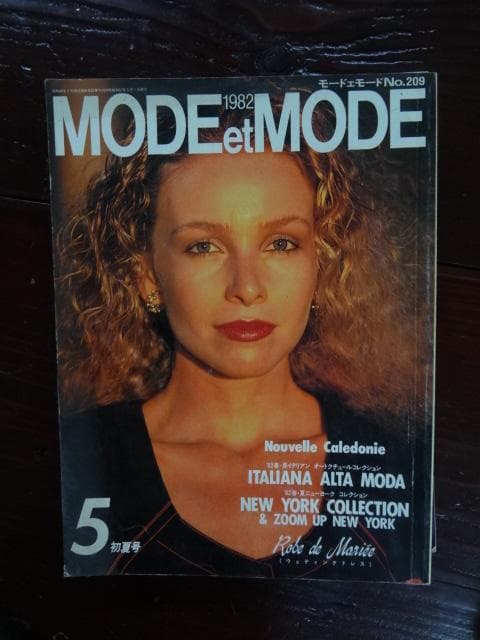 モードエモードNo.209
1982
MODE et MODE
Nouvelle Caledonie
'82春・夏イタリアン オートクチュールコレクション
ITALIANA ALTA MODA
'82春・夏ニューヨーク コレクション
NEW YORK COLLECTION
& ZOOM UP NEW YORK
Robe de Mariée
(ウェディングドレス)
5 初夏号